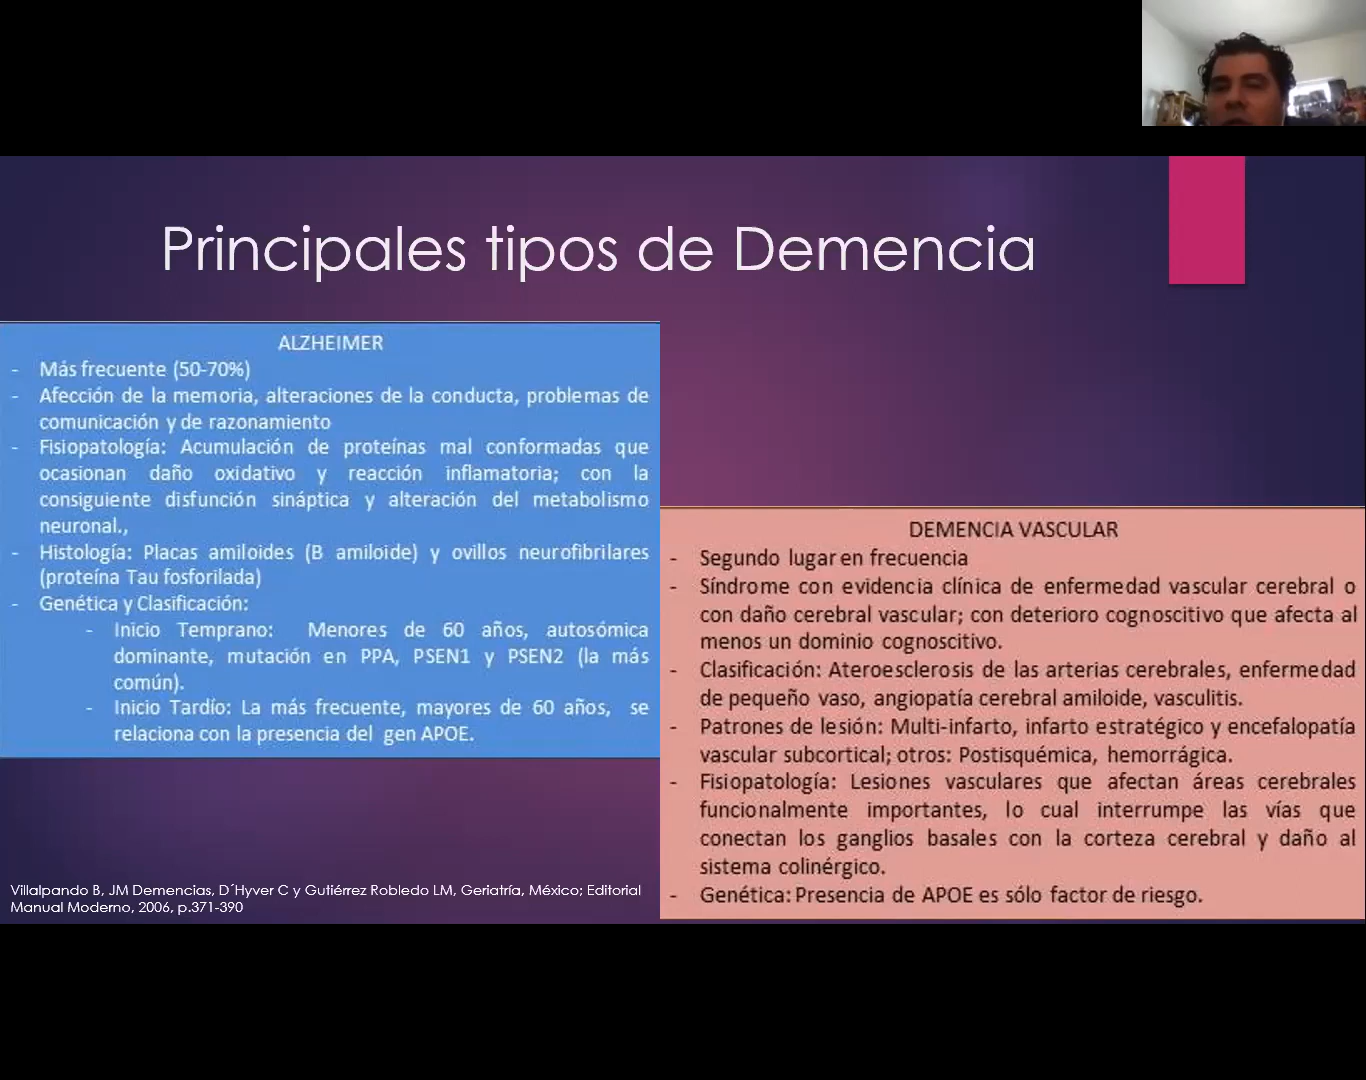 Principales tipos de Demencia
ALZHEIMER
- Más frecuente (50-70%)
- Afección de la memoria, alteraciones de la conducta, problemas de
comunicación y de razonamiento
- Fisiopatología: Acumulación de proteínas mal conformadas que
ocasionan daño oxidativo y reacción inflamatoria; con la
consiguiente disfunción sináptica y alteración del metabolismo
neuronal.,
- Histología: Placas amiloides (B amiloide) y ovillos neurofibrilares
(proteína Tau fosforilada)
- Genética y Clasificación:
- Inicio Temprano: Menores de 60 años, autosómica
dominante, mutación en PPA, PSEN1 y PSEN2 (la más
común).
- Inicio Tardío: La más frecuente, mayores de 60 años, se
relaciona con la presencia del gen APOE.
DEMENCIA VASCULAR
- Segundo lugar en frecuencia
- Síndrome con evidencia clínica de enfermedad vascular cerebral o
con daño cerebral vascular; con deterioro cognoscitivo que afecta al
menos un dominio cognoscitivo.
- Clasificación: Ateroesclerosis de las arterias cerebrales, enfermedad
de pequeño vaso, angiopatía cerebral amiloide, vasculitis.
- Patrones de lesión: Multi-infarto, infarto estratégico y encefalopatía
vascular subcortical; otros: Postisquémica, hemorrágica.
- Fisiopatología: Lesiones vasculares que afectan áreas cerebrales
funcionalmente importantes, lo cual interrumpe las vías que
conectan los ganglios basales con la corteza cerebral y daño al
sistema colinérgico.
- Genética: Presencia de APOE es sólo factor de riesgo.
Villalpando B, JM Demencias, D´Hyver C y Gutiérrez Robledo LM, Geriatría, México; Editorial
Manual Moderno, 2006, p.371-390